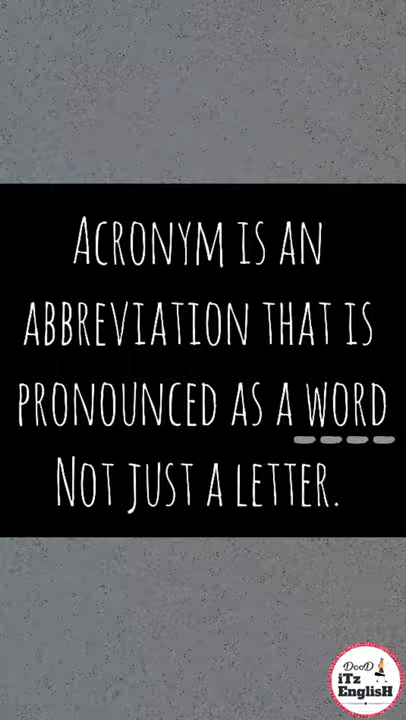 Acronym is an
abbreviation that is
pronounced as a word
Not just a letter.
DooD
iTz
EnglisH